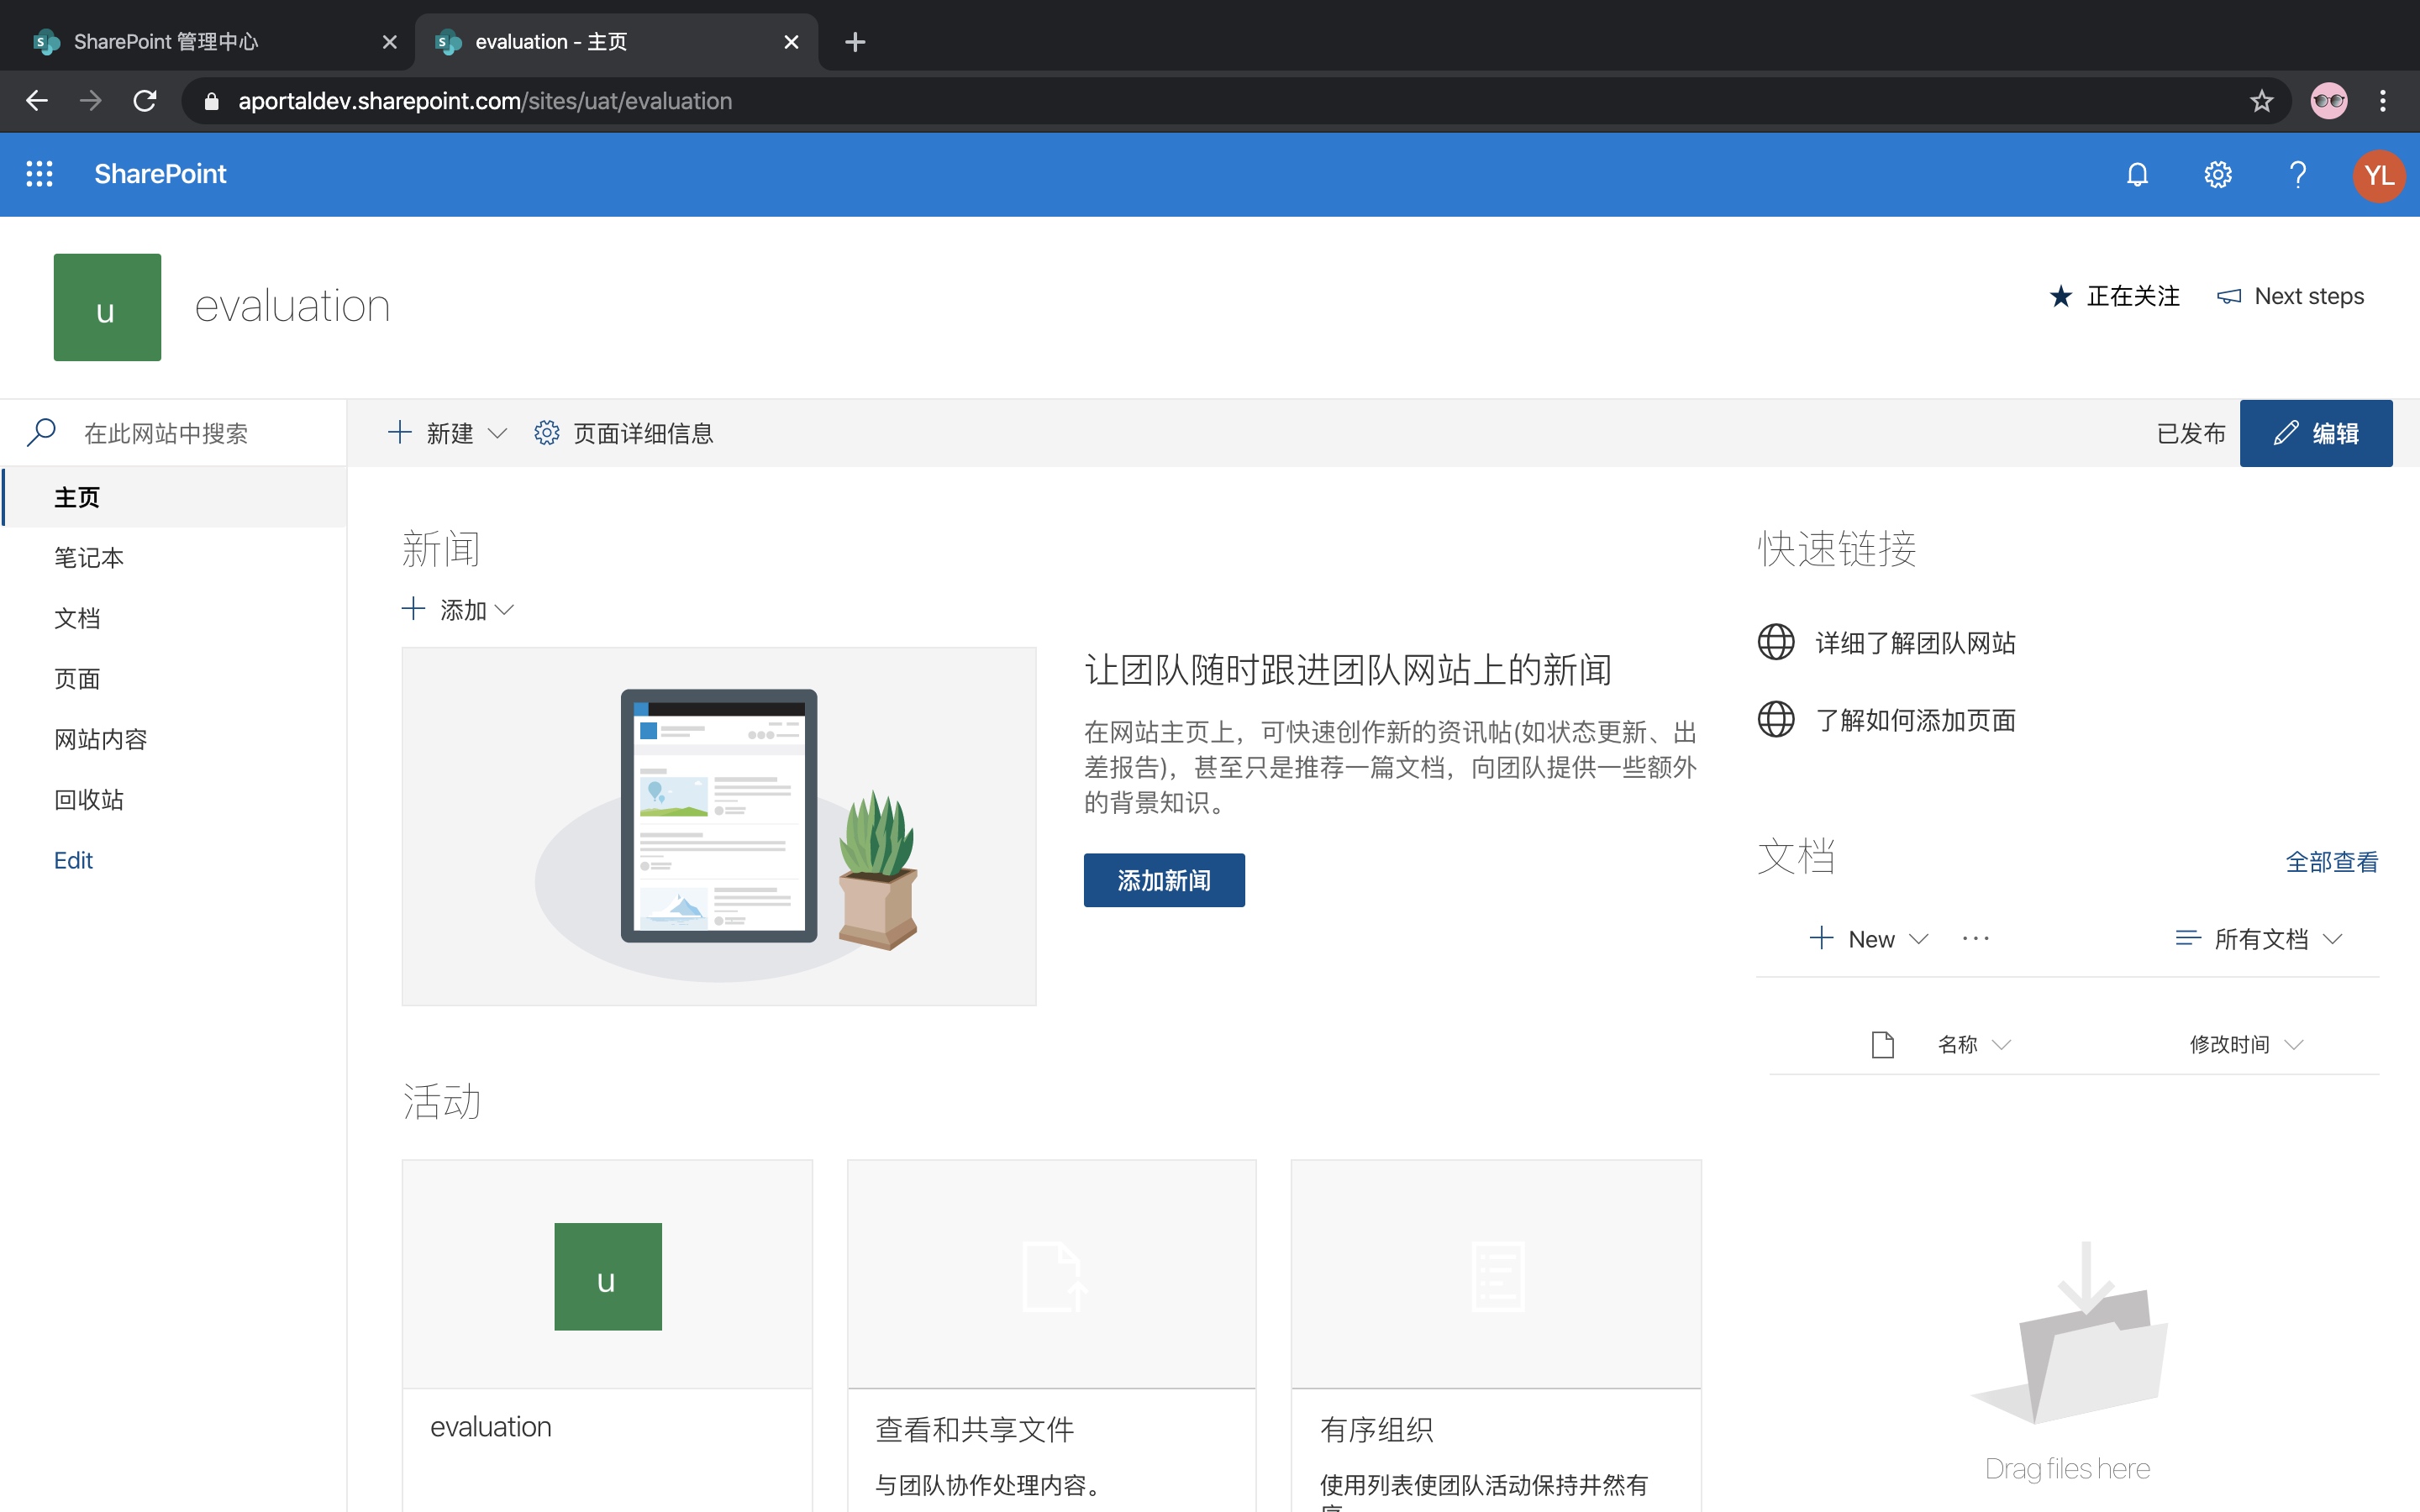 SharePoint 管理中心
evaluation - 主页
aportaldev.sharepoint.com/sites/uat/evaluation
SharePoint
YL
u
evaluation
正在关注
Next steps
在此网站中搜索
新建
页面详细信息
已发布
编辑
主页
笔记本
文档
页面
网站内容
回收站
Edit
新闻
添加
让团队随时跟进团队网站上的新闻
在网站主页上，可快速创作新的资讯帖(如状态更新、出
差报告)，甚至只是推荐一篇文档，向团队提供一些额外
的背景知识。
添加新闻
快速链接
详细了解团队网站
了解如何添加页面
文档
全部查看
New
所有文档
名称
修改时间
Drag files here
活动
u
evaluation
查看和共享文件
与团队协作处理内容。
有序组织
使用列表使团队活动保持井然有